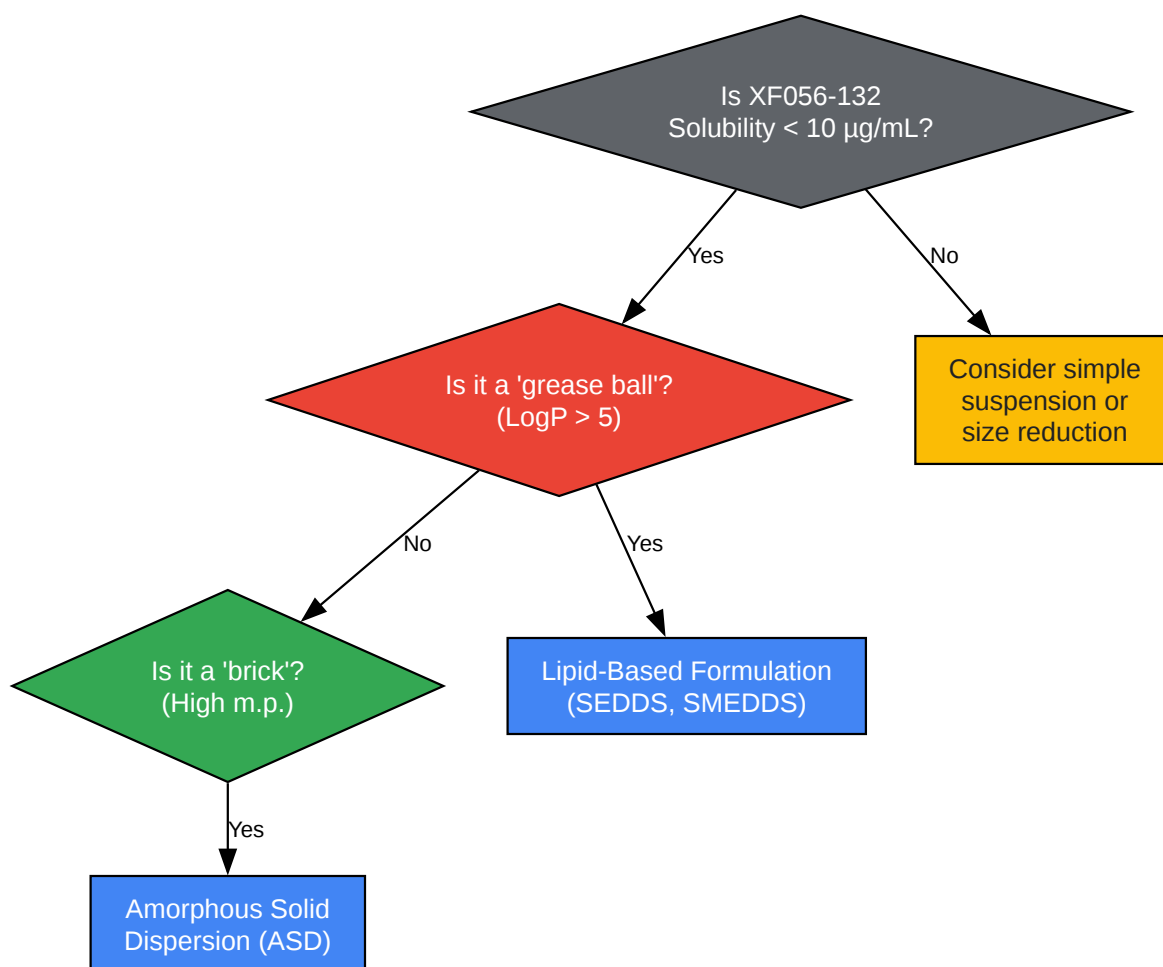 Is XF056-132
Solubility < 10 µg/mL?
Yes
No
Is it a 'grease ball'?
(LogP > 5)
Consider simple
suspension or
size reduction
No
Yes
Is it a 'brick'?
(High m.p.)
Lipid-Based Formulation
(SEDDS, SMEDDS)
Yes
Amorphous Solid
Dispersion (ASD)